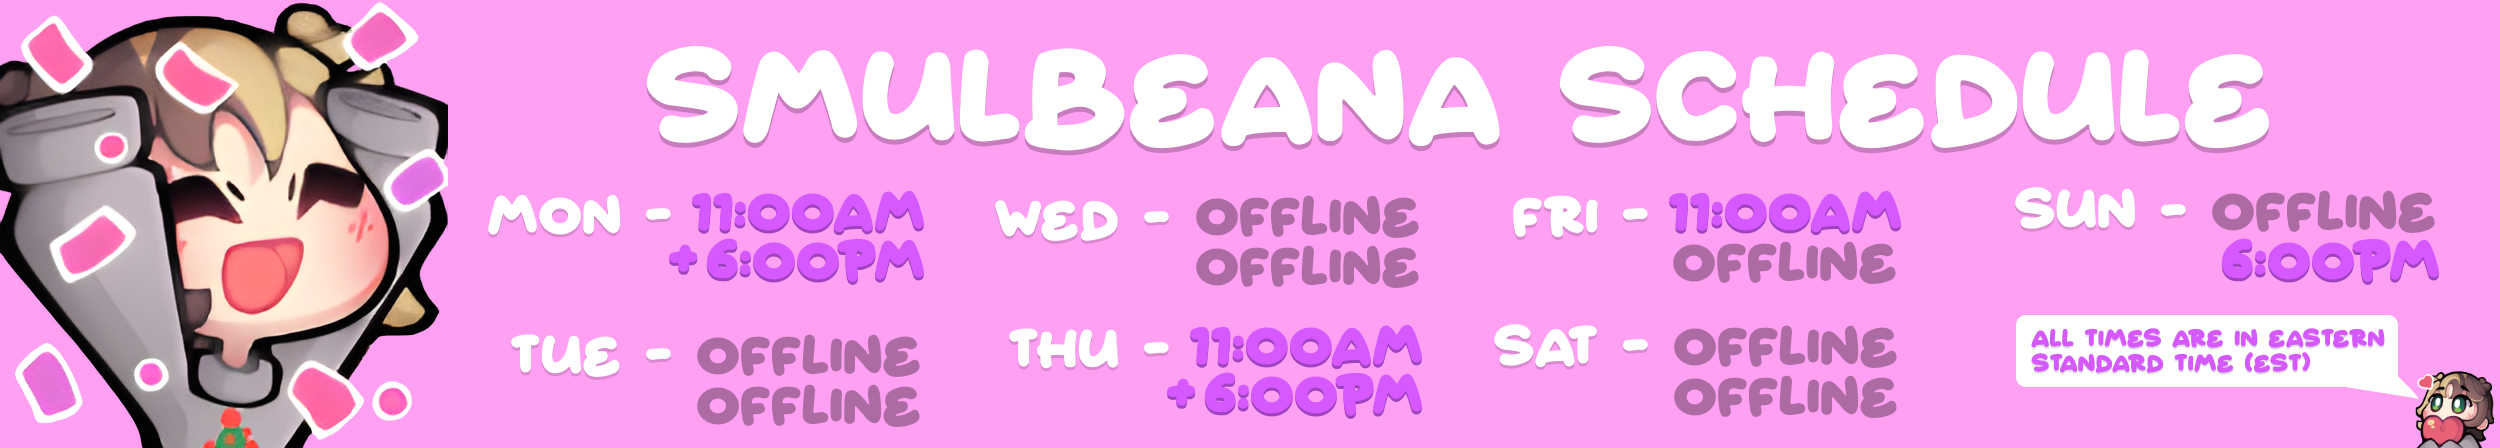 SMULBEANA SCHEDULE
MON - 11:00AM
+ 6:00PM
TUE - OFFLINE
OFFLINE
WED - OFFLINE
OFFLINE
THU - 11:00AM
+ 6:00PM
FRI - 11:00AM
OFFLINE
SAT - OFFLINE
OFFLINE
SUN - OFFLINE
6:00PM
ALL TIMES ARE IN EASTERN
STANDARD TIME (EST)